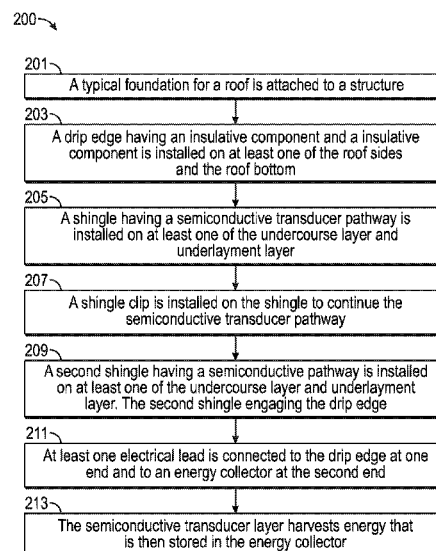 200
201
A typical foundation for a roof is attached to a structure
203
A drip edge having an insulative component and a insulative
component is installed on at least one of the roof sides
and the roof bottom
205
A shingle having a semiconductive transducer pathway is
installed on at least one of the undercourse layer and
underlayment layer
207
A shingle clip is installed on the shingle to continue the
semiconductive transducer pathway
209
A second shingle having a semiconductive pathway is installed
on at least one of the undercourse layer and underlayment
layer. The second shingle engaging the drip edge
211
At least one electrical lead is connected to the drip edge at one
end and to an energy collector at the second end
213
The semiconductive transducer layer harvests energy that
is then stored in the energy collector